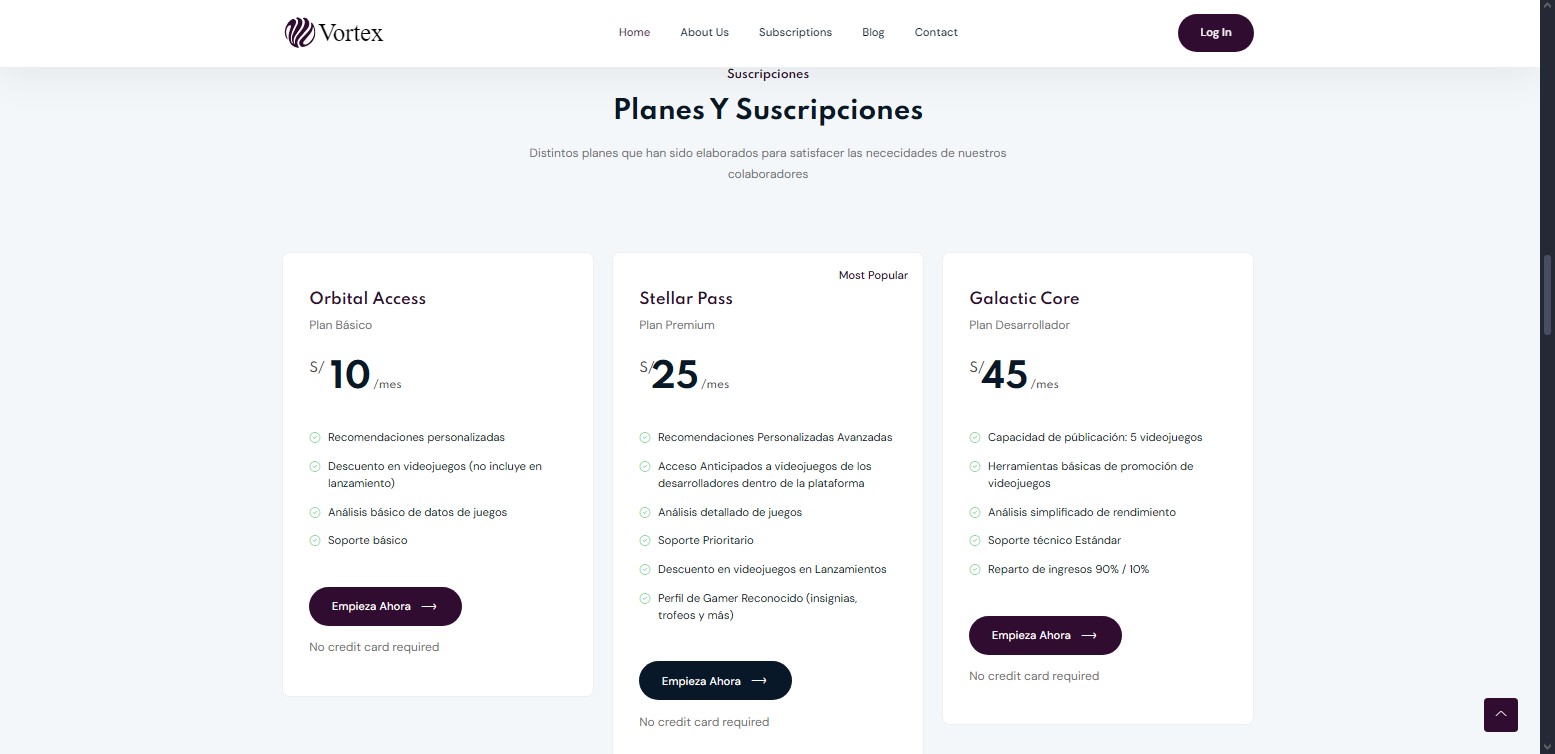 Vortex
Home About Us Subscriptions Blog Contact
Log In
Suscripciones
Planes Y Suscripciones
Distintos planes que han sido elaborados para satisfacer las nececidades de nuestros
colaboradores
Orbital Access
Plan Básico
S/ 10 /mes
Recomendaciones personalizadas
Descuento en videojuegos (no incluye en
lanzamiento)
Análisis básico de datos de juegos
Soporte básico
Empieza Ahora
No credit card required
Most Popular
Stellar Pass
Plan Premium
S/25 /mes
Recomendaciones Personalizadas Avanzadas
Acceso Anticipados a videojuegos de los
desarrolladores dentro de la plataforma
Análisis detallado de juegos
Soporte Prioritario
Descuento en videojuegos en Lanzamientos
Perfil de Gamer Reconocido (insignias,
trofeos y más)
Empieza Ahora
No credit card required
Galactic Core
Plan Desarrollador
S/45 /mes
Capacidad de públicación: 5 videojuegos
Herramientas básicas de promoción de
videojuegos
Análisis simplificado de rendimiento
Soporte técnico Estándar
Reparto de ingresos 90% / 10%
Empieza Ahora
No credit card required